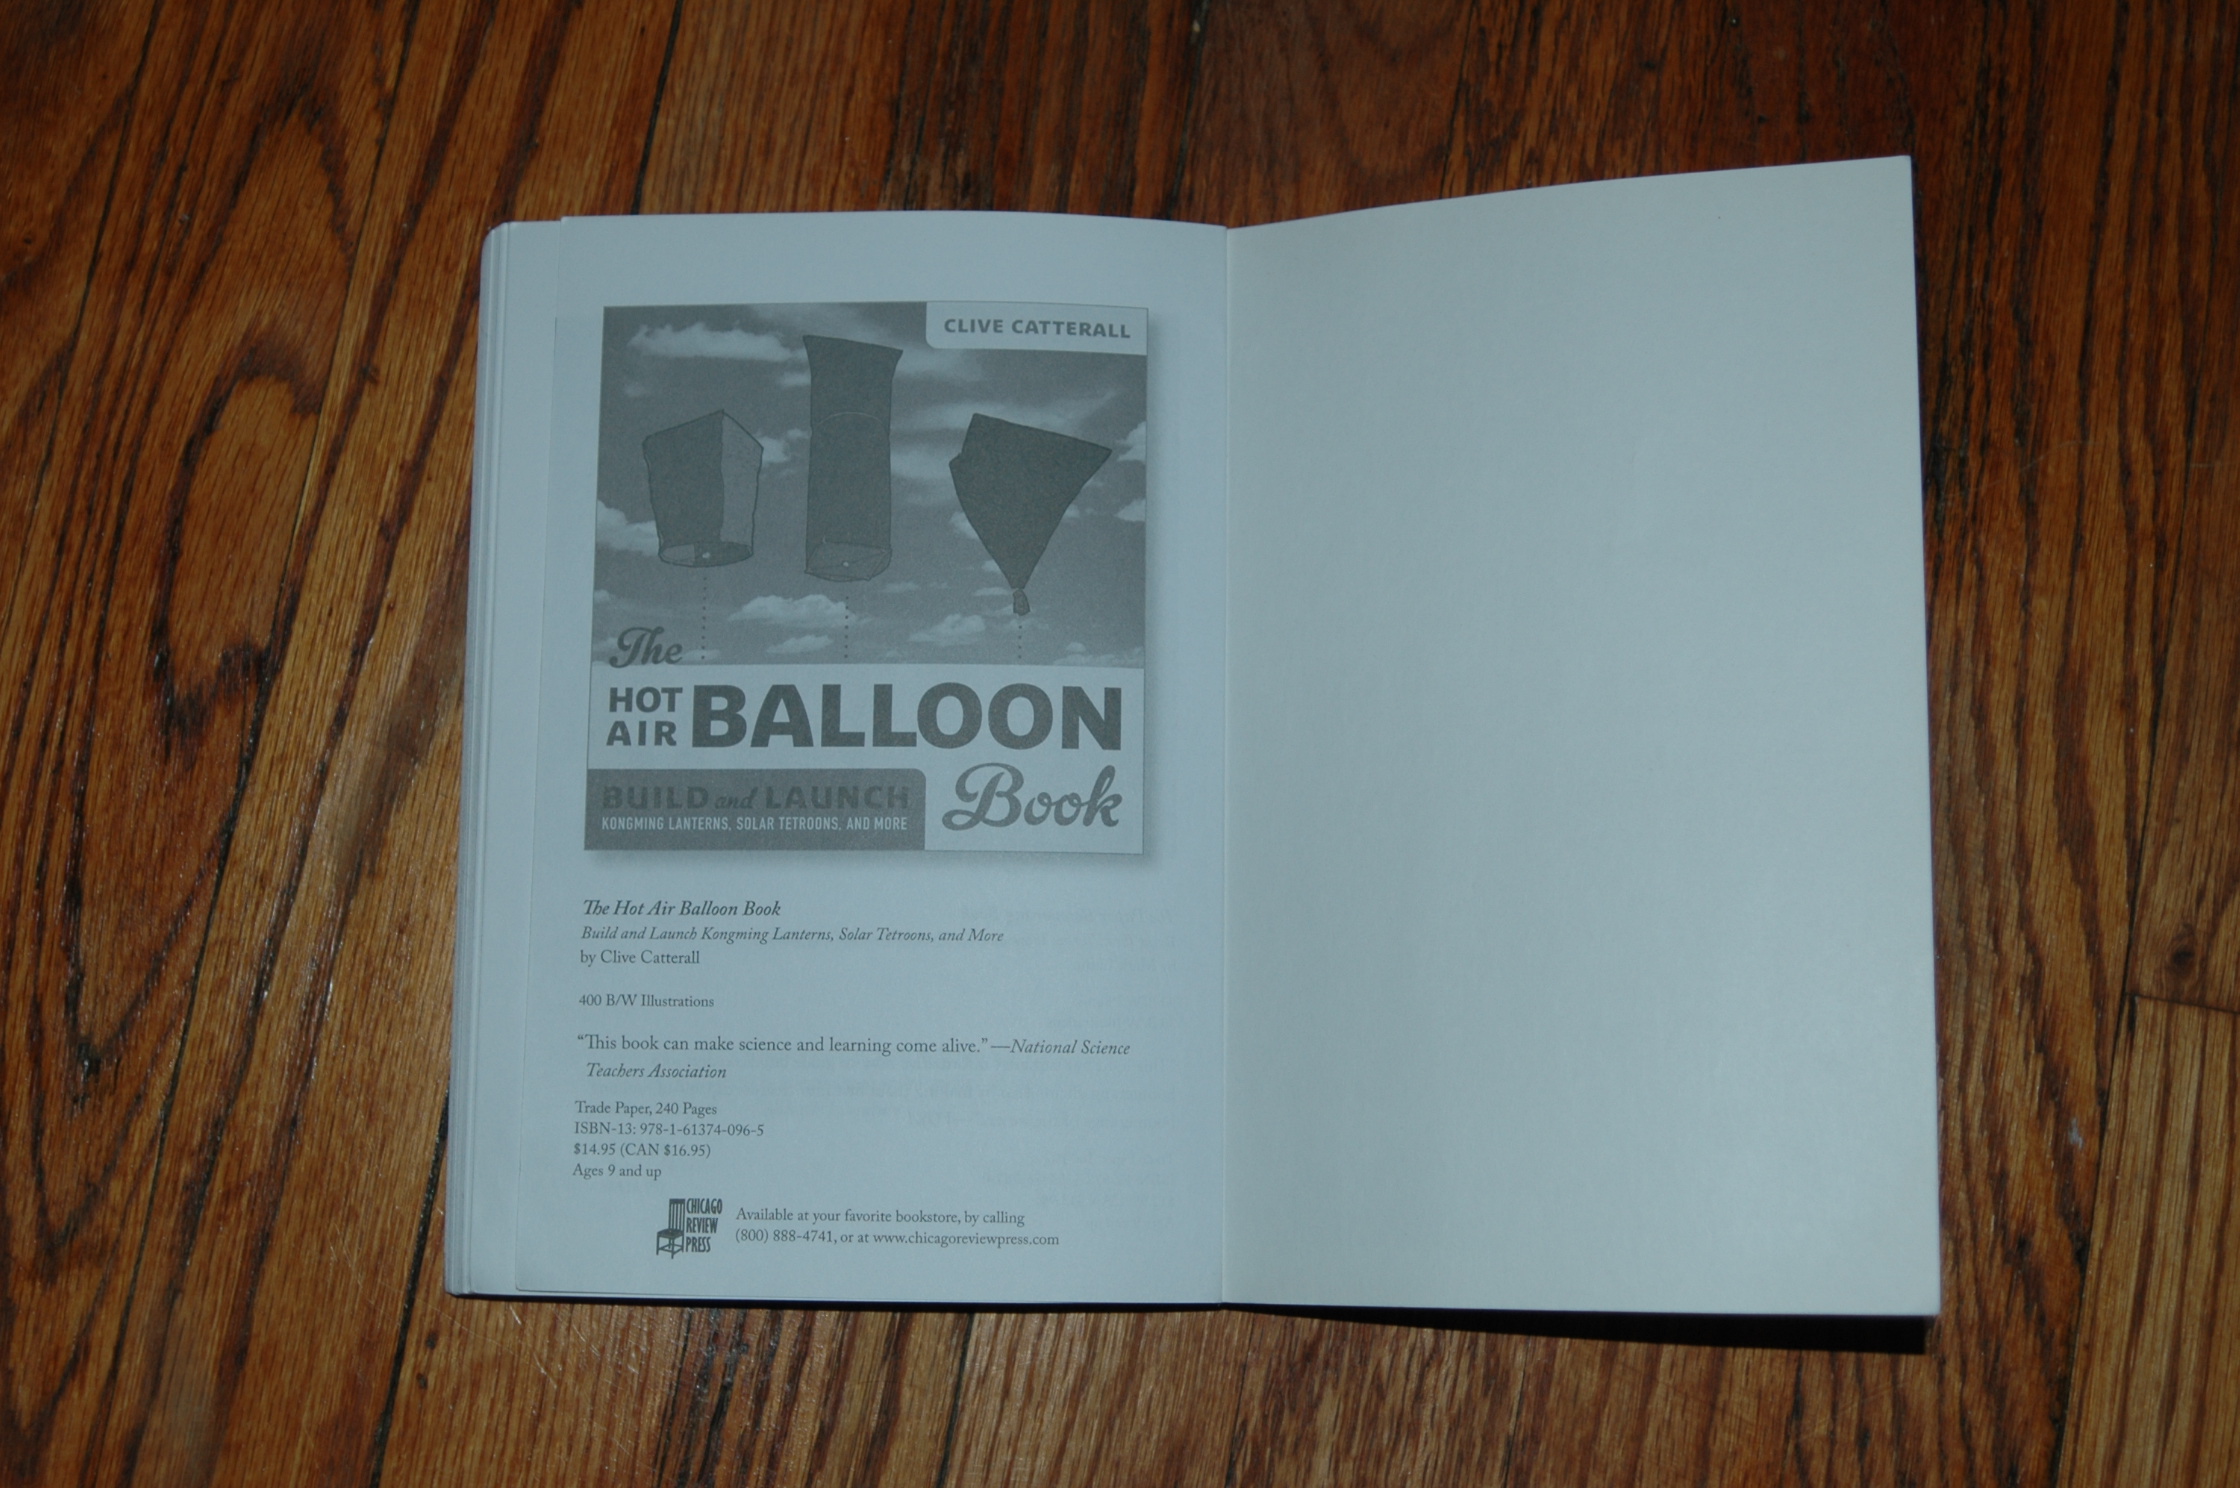 CLIVE CATTERALL
The
HOT
AIR
BALLOON
BUILD and LAUNCH
KONGMING LANTERNS, SOLAR TETROONS, AND MORE
Book
The Hot Air Balloon Book
Build and Launch Kongming Lanterns, Solar Tetroons, and More
by Clive Catterall
400 B/W Illustrations
“This book can make science and learning come alive.” —National Science
Teachers Association
Trade Paper, 240 Pages
ISBN-13: 978-1-61374-096-5
$14.95 (CAN $16.95)
Ages 9 and up
CHICAGO
REVIEW
PRESS
Available at your favorite bookstore, by calling
(800) 888-4741, or at www.chicagoreviewpress.com